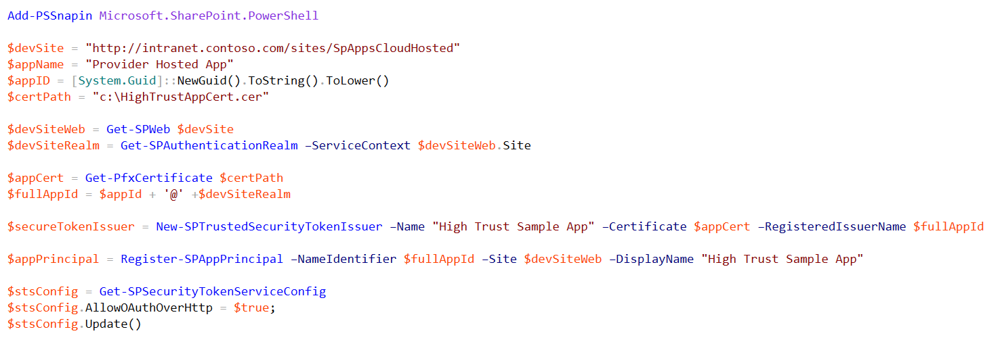 Add-PSSnapin Microsoft.SharePoint.PowerShell
$devSite = "http://intranet.contoso.com/sites/SpAppsCloudHosted"
$appName = "Provider Hosted App"
$appID = [System.Guid]::NewGuid().ToString().ToLower()
$certPath = "c:\HighTrustAppCert.cer"
$devSiteWeb = Get-SPWeb $devSite
$devSiteRealm = Get-SPAuthenticationRealm –ServiceContext $devSiteWeb.Site
$appCert = Get-PfxCertificate $certPath
$fullAppId = $appId + '@' +$devSiteRealm
$secureTokenIssuer = New-SPTrustedSecurityTokenIssuer –Name "High Trust Sample App" –Certificate $appCert –RegisteredIssuerName $fullAppId
$appPrincipal = Register-SPAppPrincipal –NameIdentifier $fullAppId –Site $devSiteWeb –DisplayName "High Trust Sample App"
$stsConfig = Get-SPSecurityTokenServiceConfig
$stsConfig.AllowOAuthOverHttp = $true;
$stsConfig.Update()